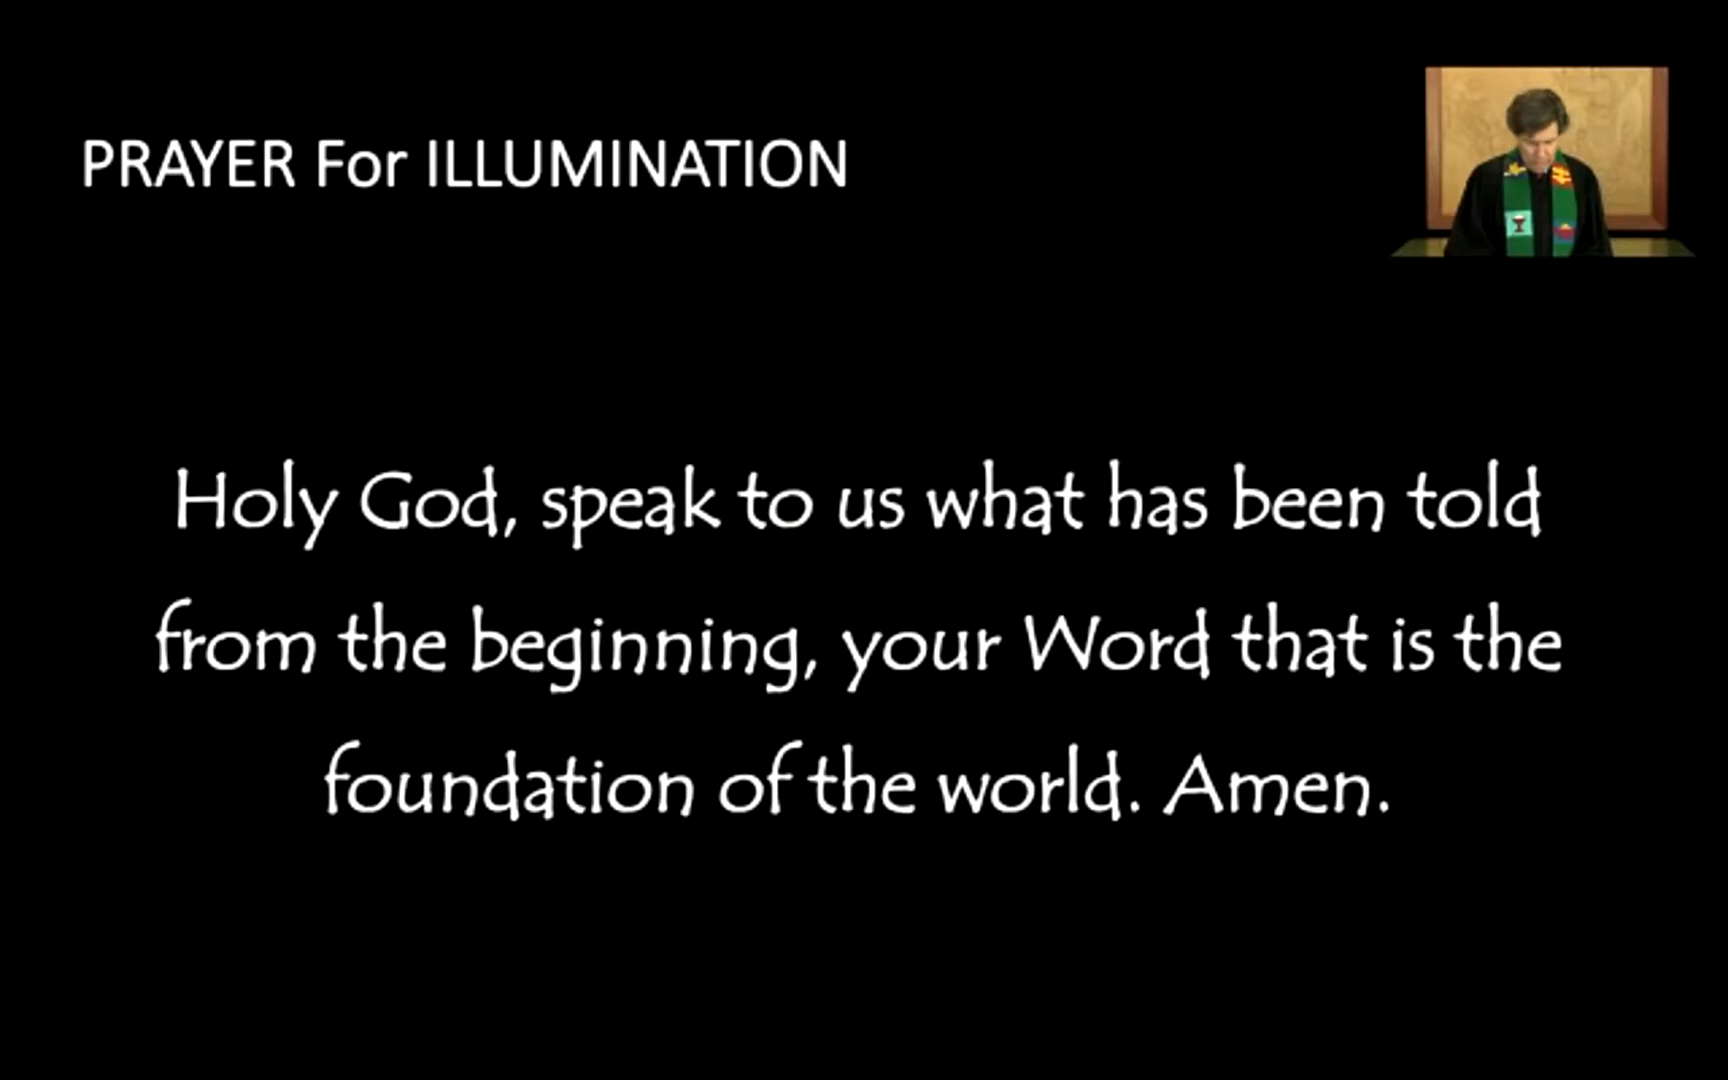 PRAYER For ILLUMINATION
Holy God, speak to us what has been told
from the beginning, your Word that is the
foundation of the world. Amen.